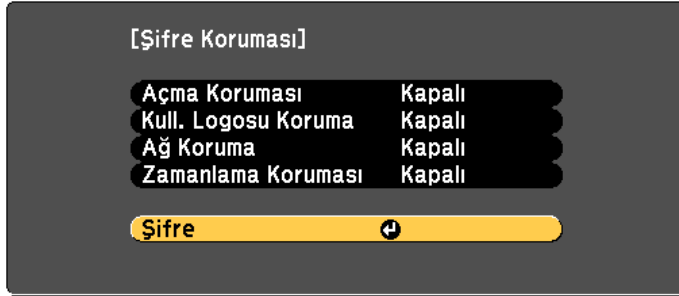 [Şifre Koruması]
Açma Koruması Kapalı
Kull. Logosu Koruma Kapalı
Ağ Koruma Kapalı
Zamanlama Koruması Kapalı
Şifre